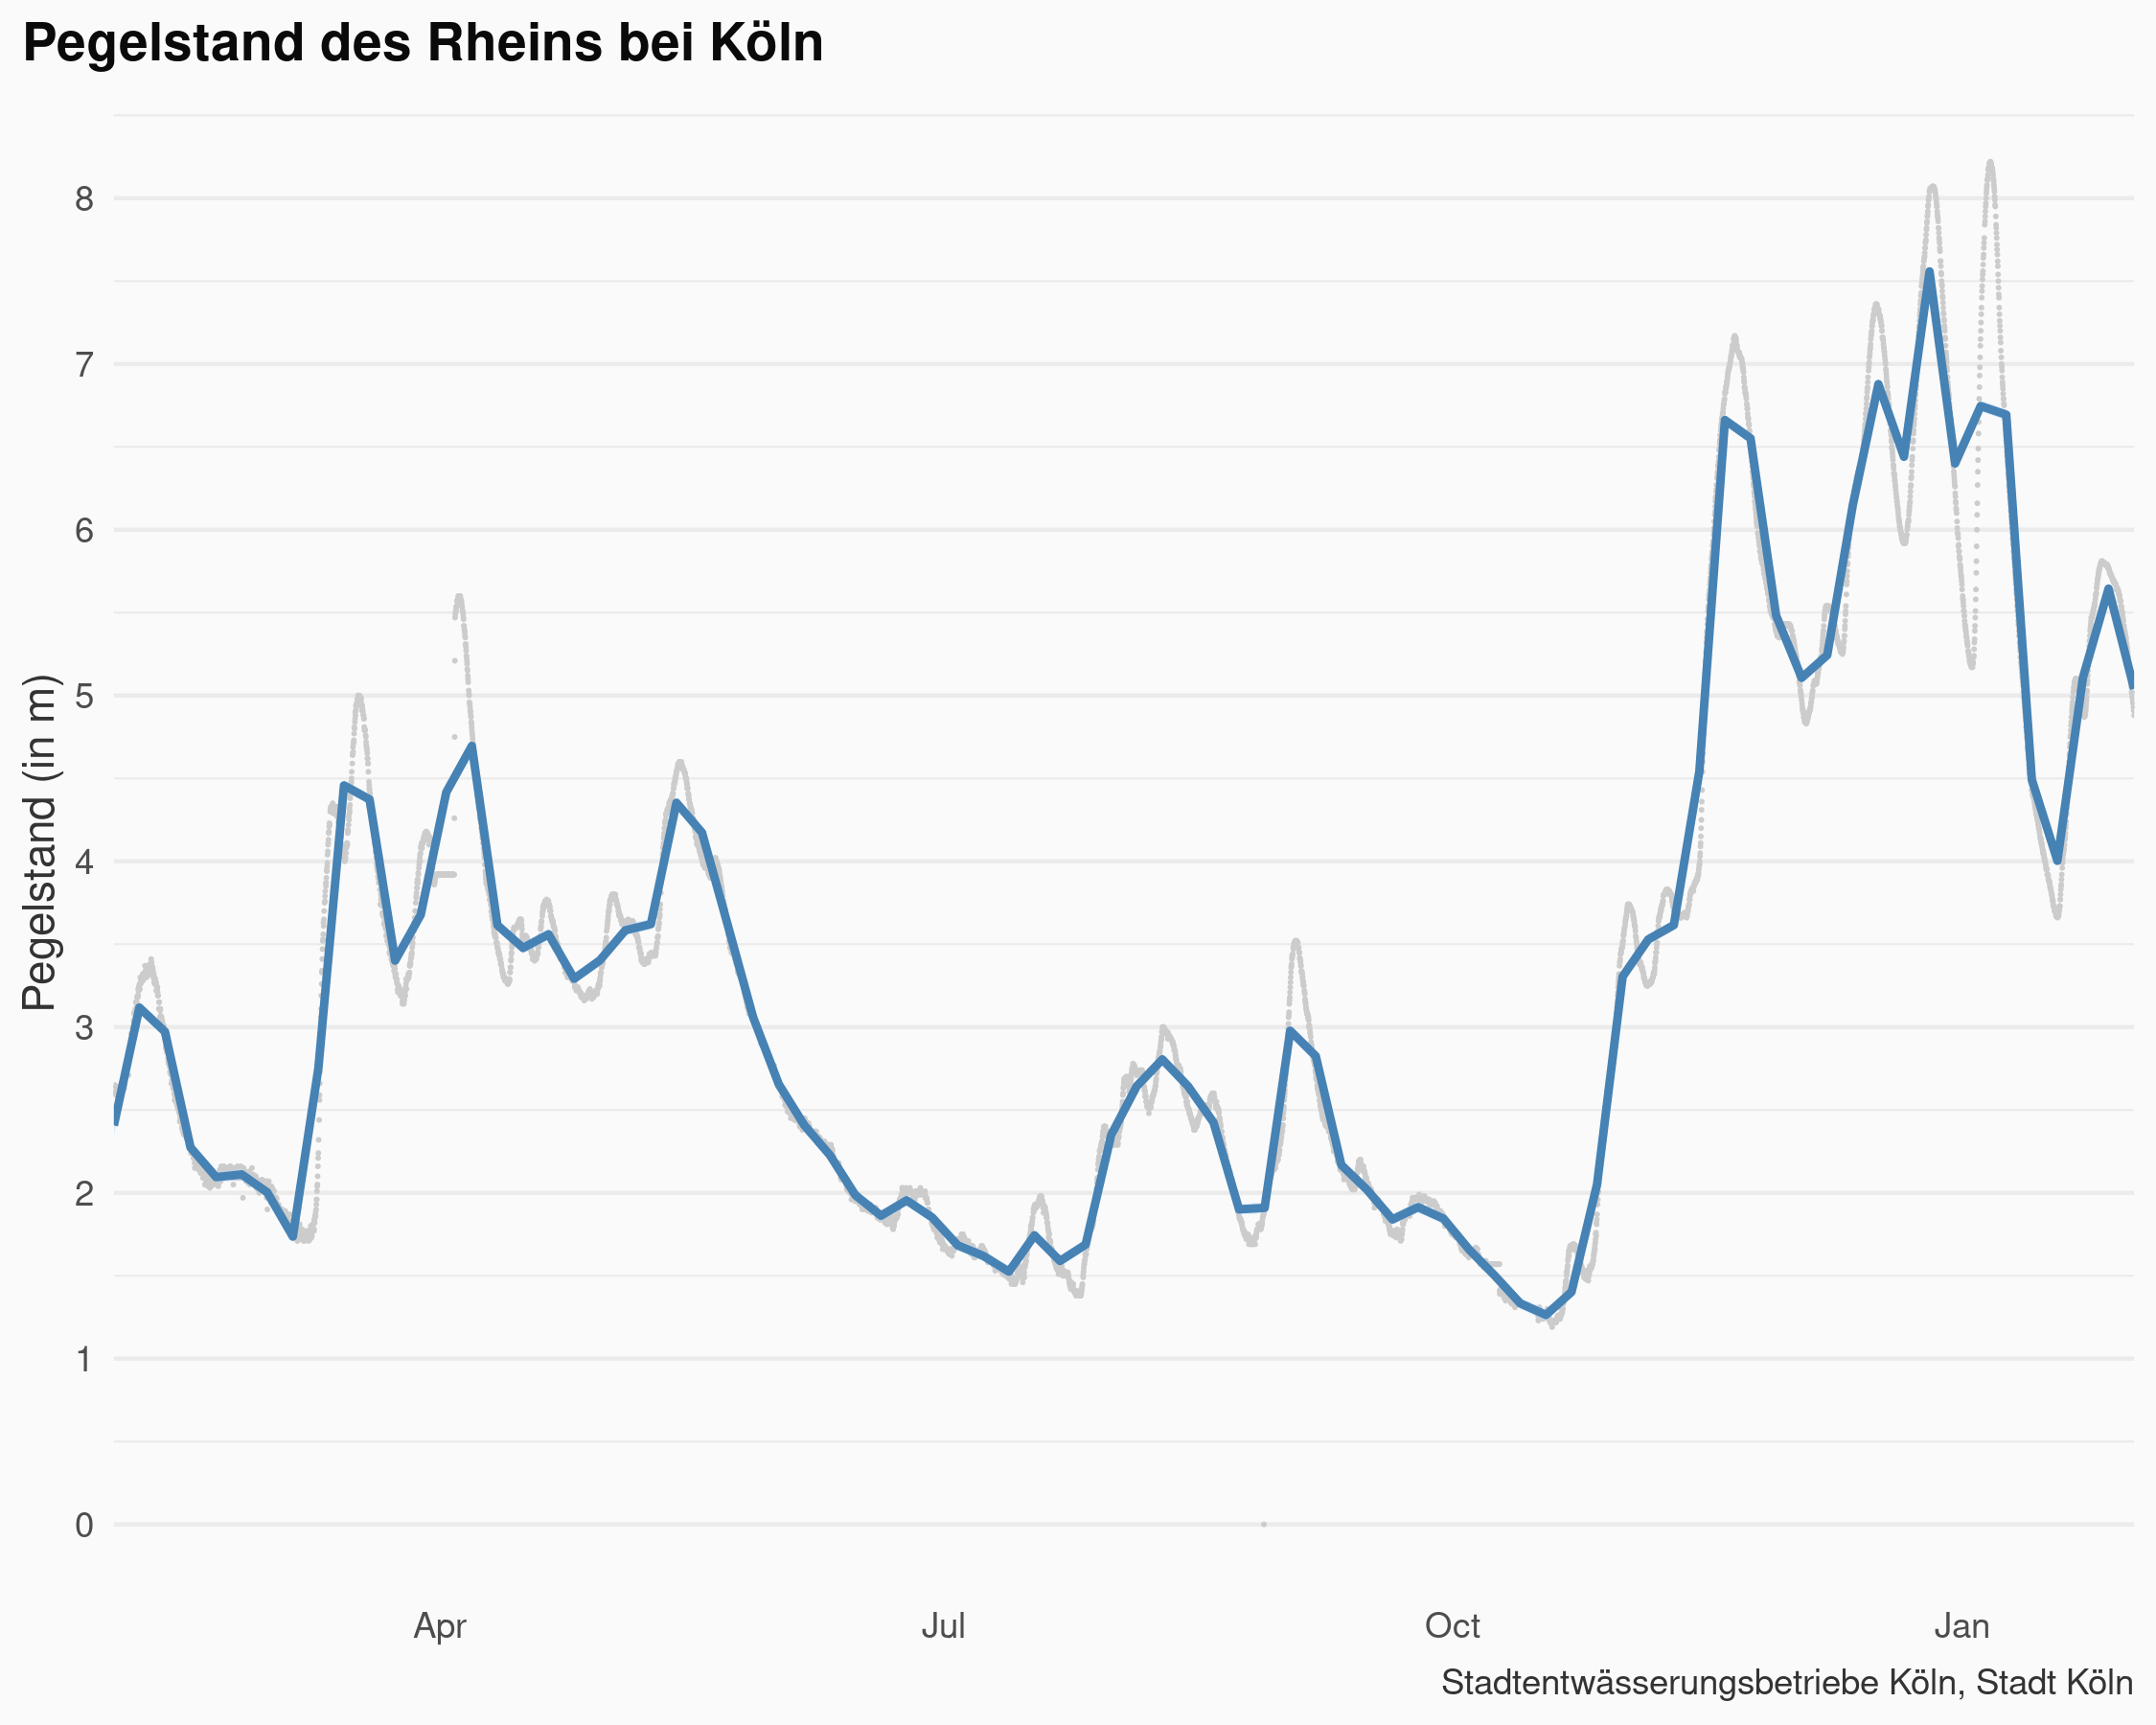 Pegelstand des Rheins bei Köln
Pegelstand (in m)
8
7
6
5
4
3
2
1
0
Apr Jul Oct Jan
Stadtentwässerungsbetriebe Köln, Stadt Köln